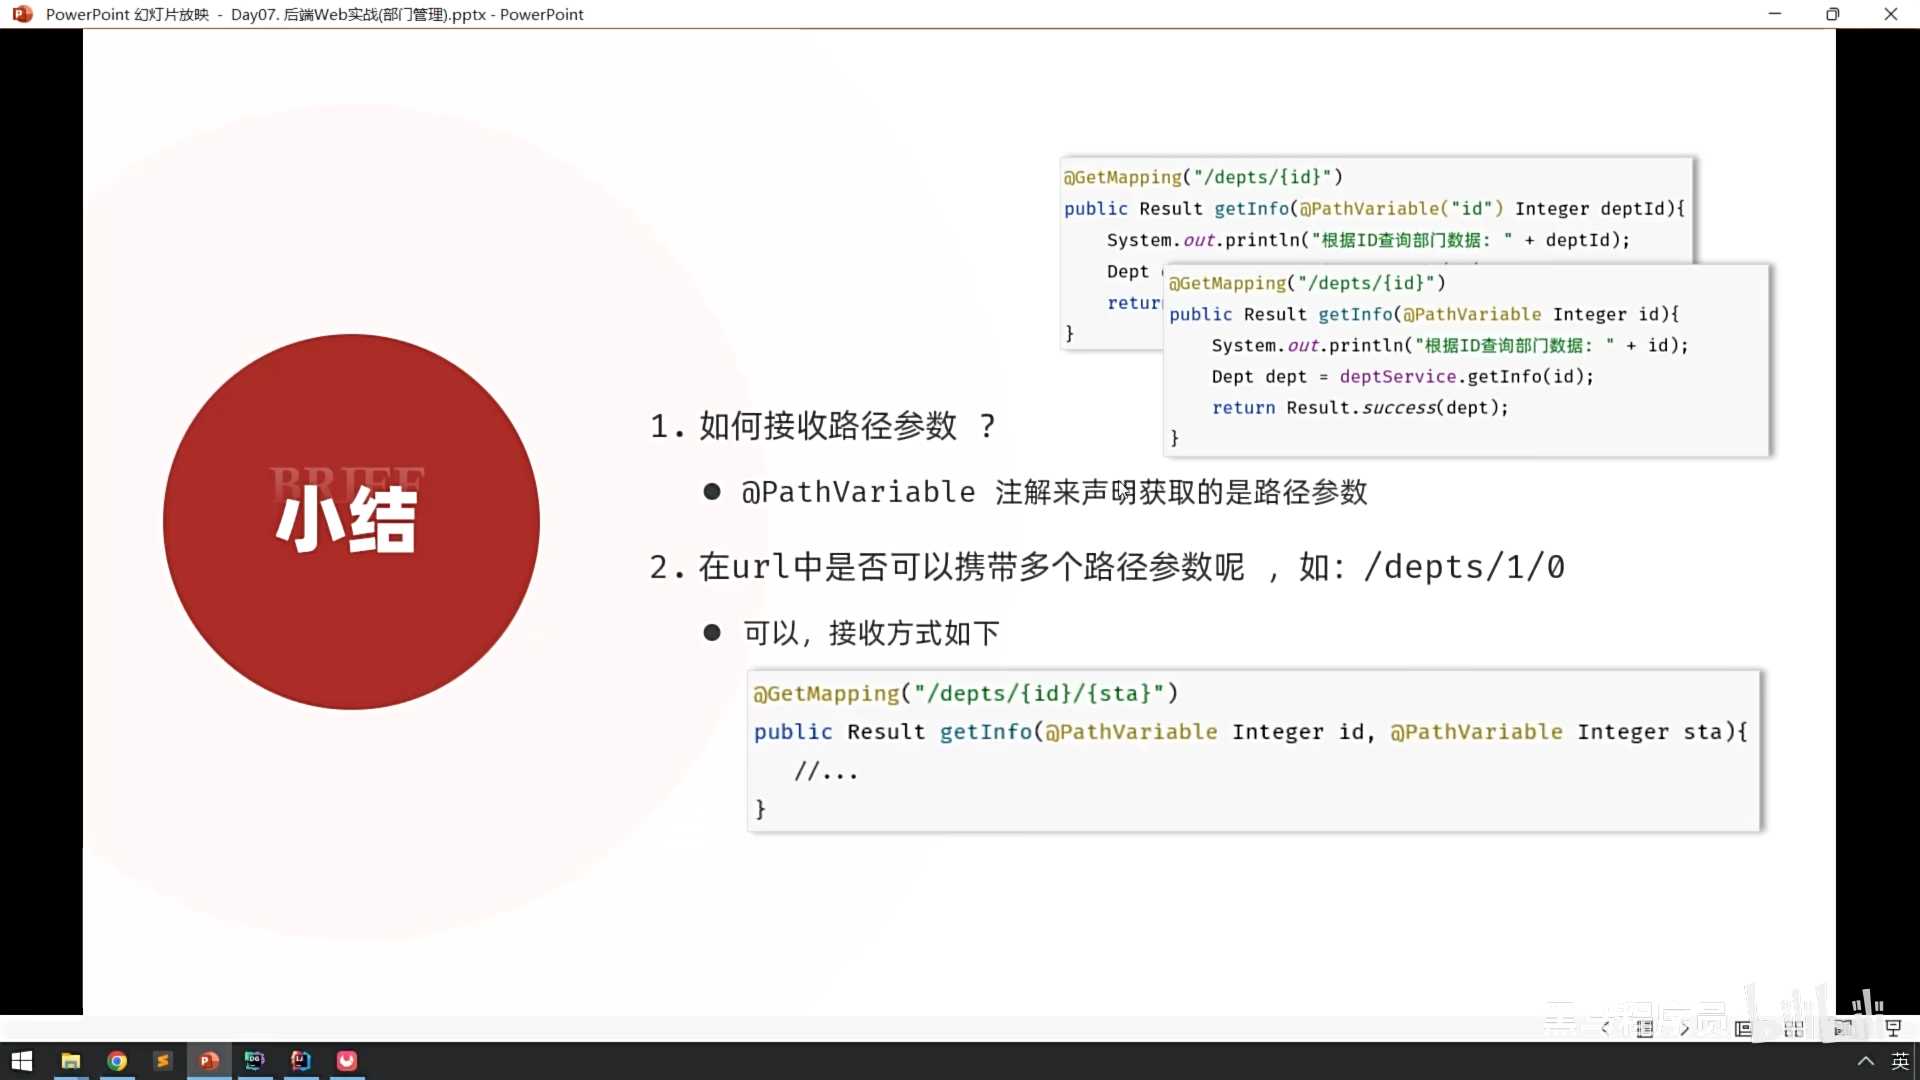 PowerPoint 幻灯片放映 - Day07. 后端Web实战(部门管理).pptx - PowerPoint
@GetMapping("/depts/{id}")
public Result getInfo(@PathVariable("id") Integer deptId){
System.out.println("根据ID查询部门数据: " + deptId);
Dept
return
}
@GetMapping("/depts/{id}")
public Result getInfo(@PathVariable Integer id){
System.out.println("根据ID查询部门数据: " + id);
Dept dept = deptService.getInfo(id);
return Result.success(dept);
}
BRIEF
小结
1. 如何接收路径参数 ?
● @PathVariable 注解来声明获取的是路径参数
2. 在url中是否可以携带多个路径参数呢 , 如: /depts/1/0
● 可以, 接收方式如下
@GetMapping("/depts/{id}/{sta}")
public Result getInfo(@PathVariable Integer id, @PathVariable Integer sta){
//...
}
黑马程序员 bilibili
英